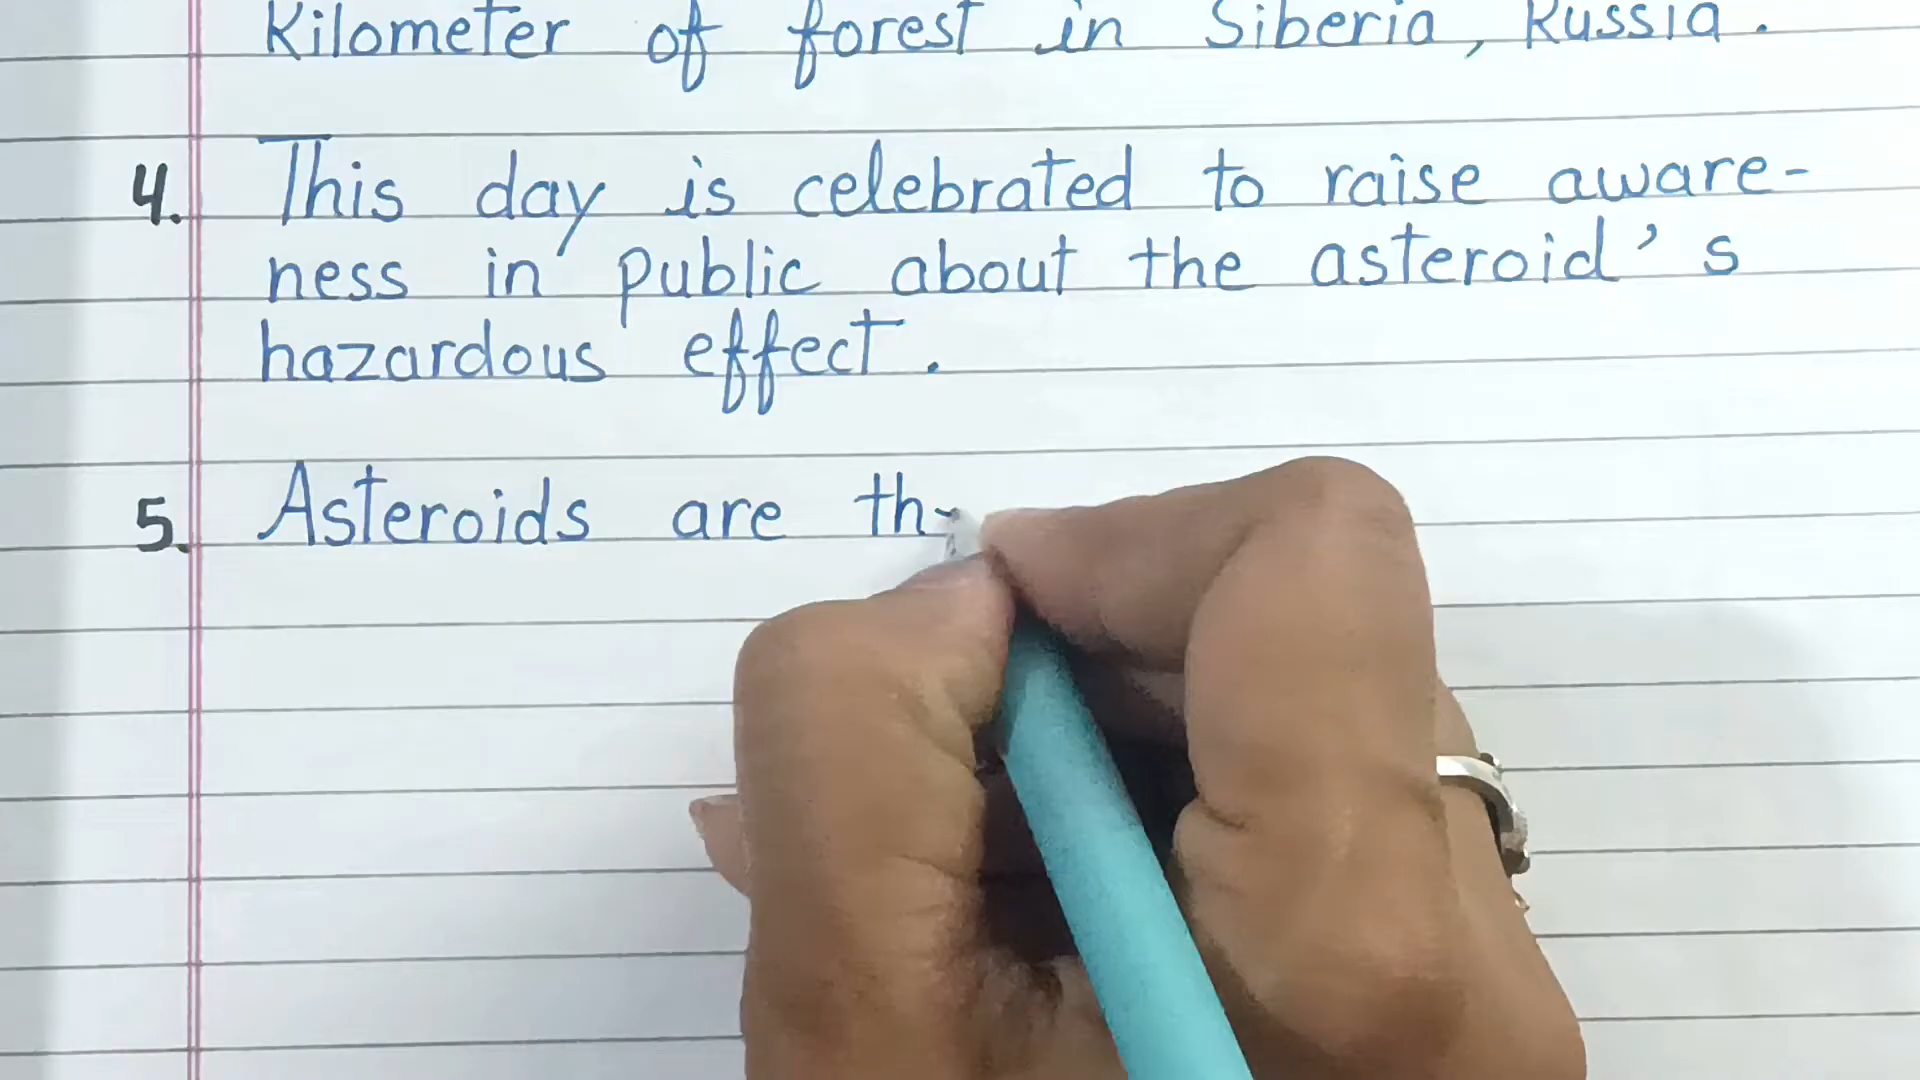 Kilometer of forest in Siberia, Russia.
4. This day is celebrated to raise aware-
ness in public about the asteroid's
hazardous effect.
5. Asteroids are th